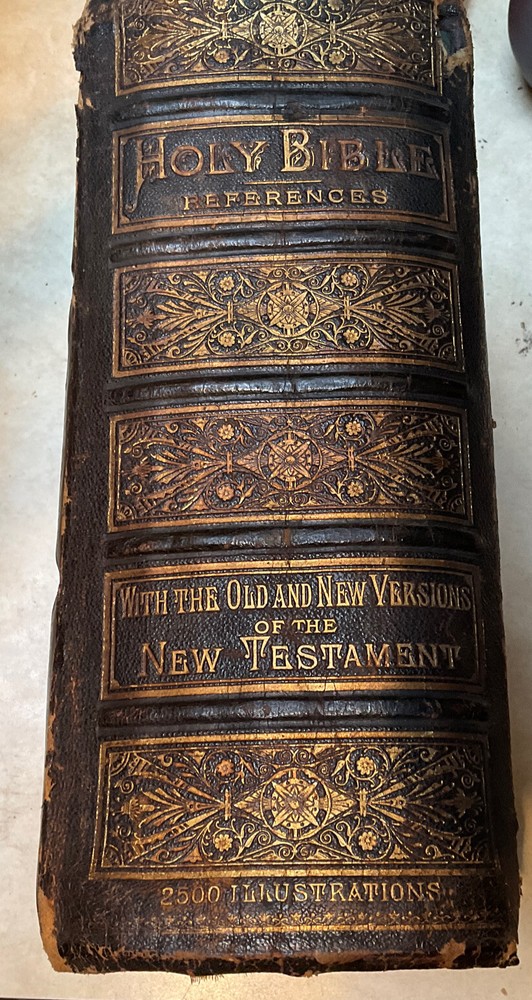 HOLY BIBLE
REFERENCES
WITH THE OLD AND NEW VERSIONS
OF THE
NEW TESTAMENT
2500 ILLUSTRATIONS.